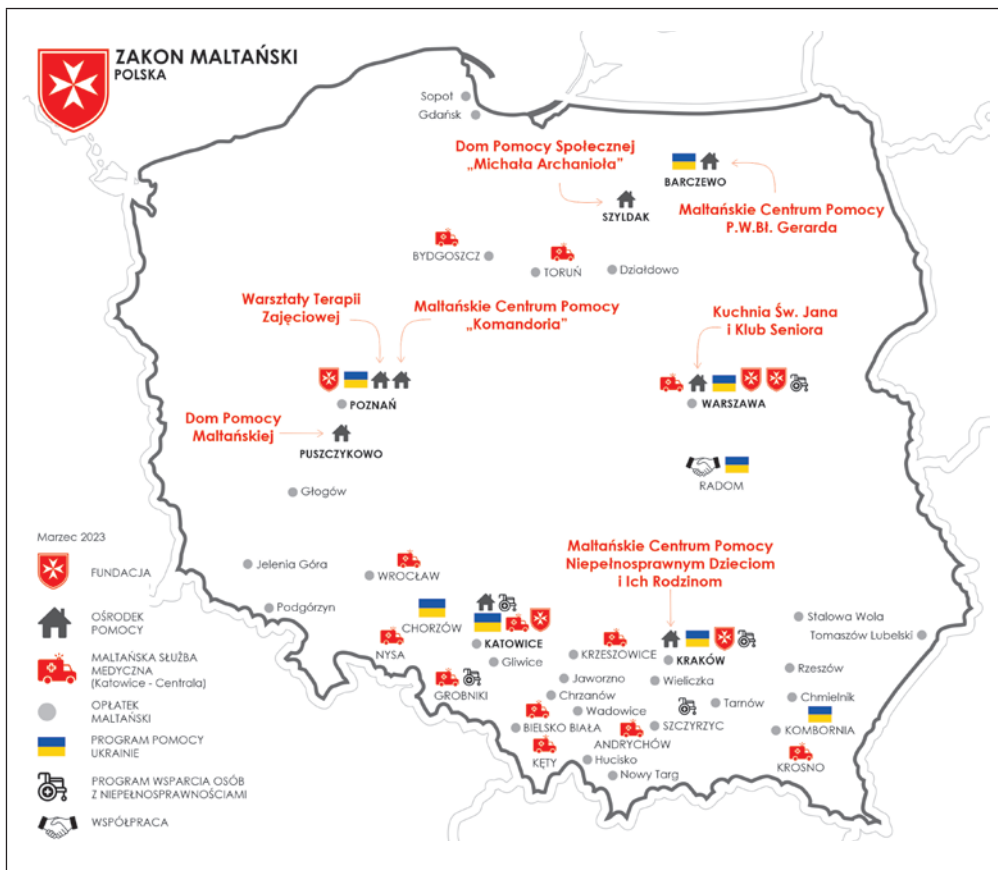 ZAKON MALTAŃSKI
POLSKA
Sopot
Gdańsk
Dom Pomocy Społecznej
„Michała Archanioła”
BARCZEWO
SZYLDAK
Maltańskie Centrum Pomocy
P.W.Bł. Gerarda
BYDGOSZCZ
TORUŃ
Działdowo
Warsztaty Terapii
Zajęciowej
Maltańskie Centrum Pomocy
„Komandoria”
Kuchnia Św. Jana
i Klub Seniora
POZNAŃ
WARSZAWA
Dom Pomocy
Maltańskiej
PUSZCZYKOWO
RADOM
Głogów
Marzec 2023
FUNDACJA
OŚRODEK
POMOCY
MALTAŃSKA SŁUŻBA
MEDYCZNA
(Katowice - Centrala)
OPŁATEK
MALTAŃSKI
PROGRAM POMOCY
UKRAINIE
PROGRAM WSPARCIA OSÓB
Z NIEPEŁNOSPRAWNOŚCIAMI
WSPÓŁPRACA
Maltańskie Centrum Pomocy
Niepełnosprawnym Dzieciom
i Ich Rodzinom
Jelenia Góra
WROCŁAW
Podgórzyn
CHORZÓW
NYSA
KATOWICE
Gliwice
GROBNIKI
KRZESZOWICE
KRAKÓW
Stalowa Wola
Tomaszów Lubelski
Jaworzno
Wieliczka
Rzeszów
Chrzanów
Wadowice
Tarnów
Chmielnik
BIELSKO BIAŁA
SZCZYRZYC
KOMBORNIA
ANDRYCHÓW
KĘTY
Hucisko
KROSNO
Nowy Targ